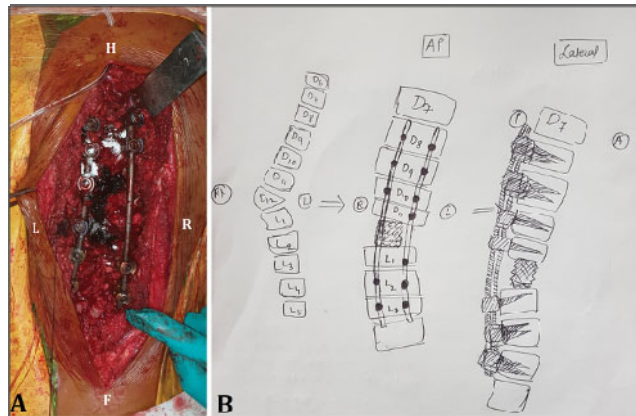 H
L
R
F
A
B
AP
Lateral
D6
D7
D8
D9
D10
D11
D12
L1
L2
L3
L4
L5
R
L
D7
D8
D9
D10
D11
L1
L2
L3
R
L
P
D7
A